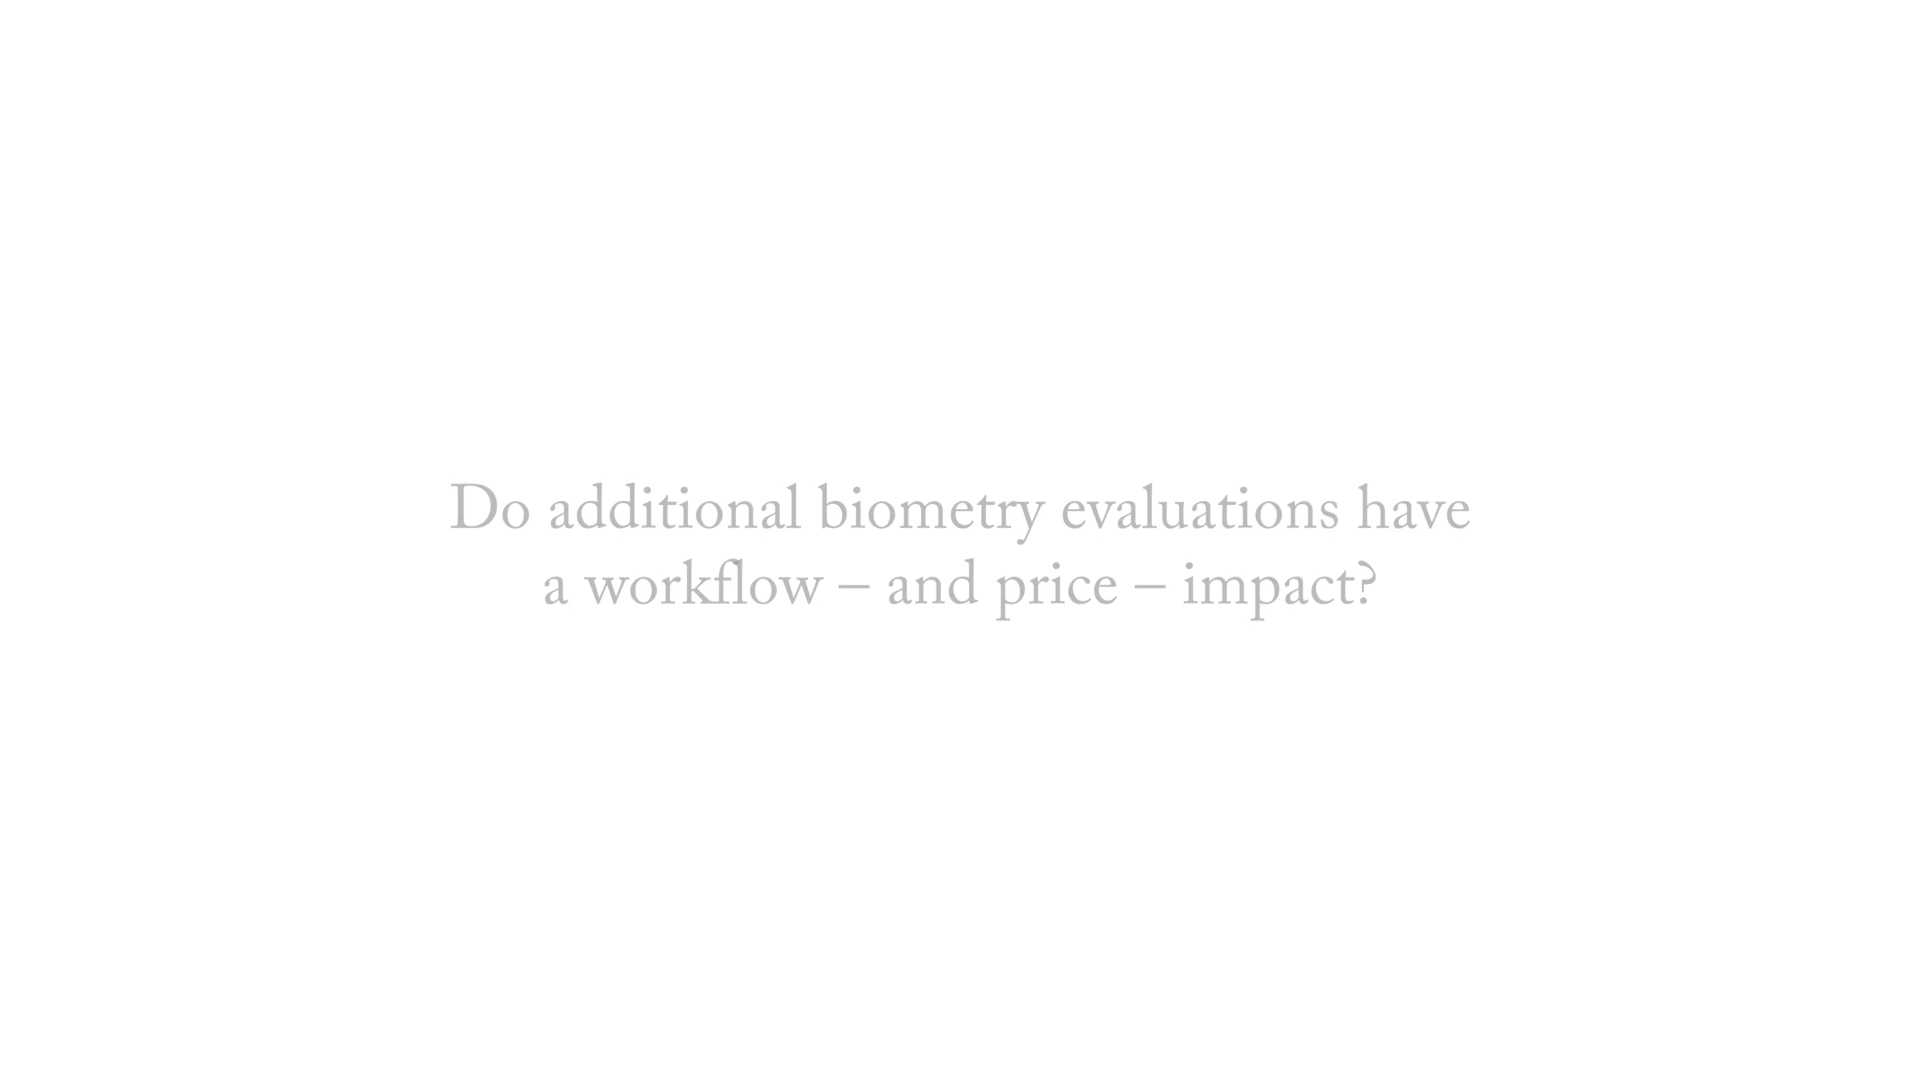 Do additional biometry evaluations have
a workflow – and price – impact?